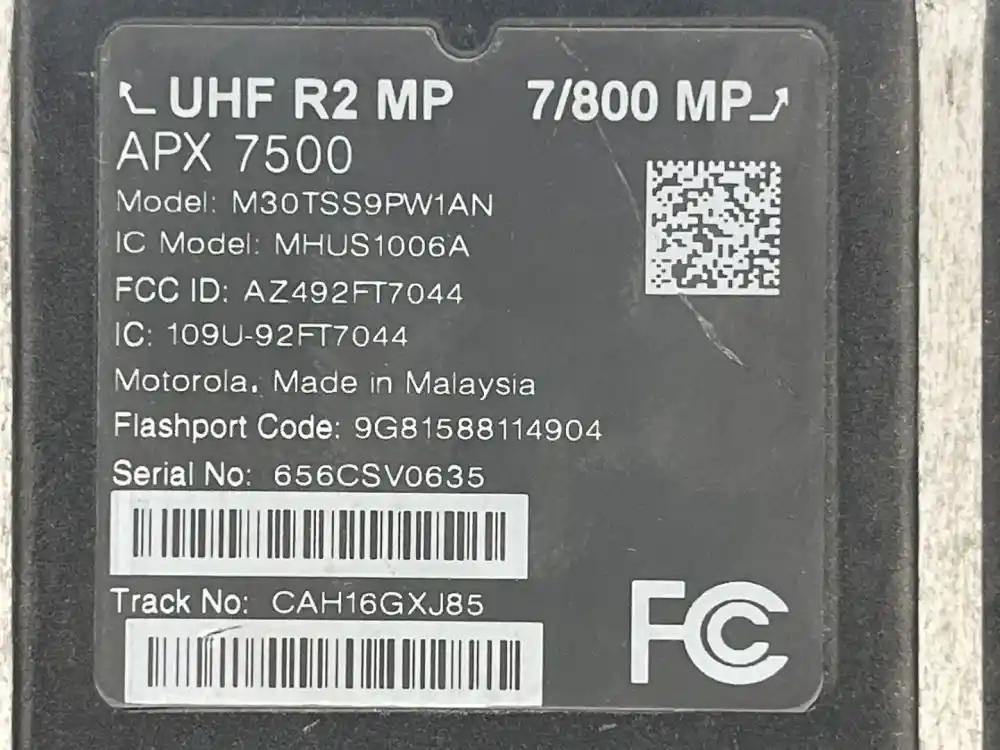 UHF R2 MP 7/800 MP
APX 7500
Model: M30TSS9PW1AN
IC Model: MHUS1006A
FCC ID: AZ492FT7044
IC: 109U-92FT7044
Motorola. Made in Malaysia
Flashport Code: 9G81588114904
Serial No: 656CSV0635
Track No: CAH16GXJ85
FC